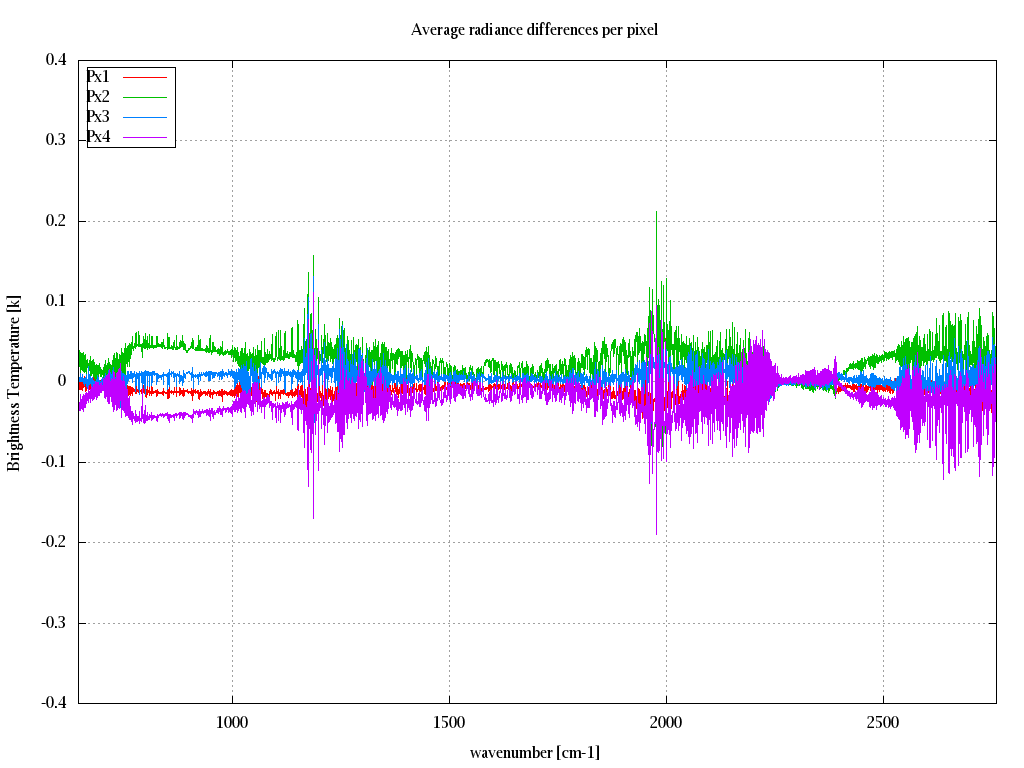 Average radiance differences per pixel
0.4
0.3
0.2
0.1
0
-0.1
-0.2
-0.3
-0.4
Px1
Px2
Px3
Px4
Brighness Temperature [k]
1000
1500
2000
2500
wavenumber [cm-1]